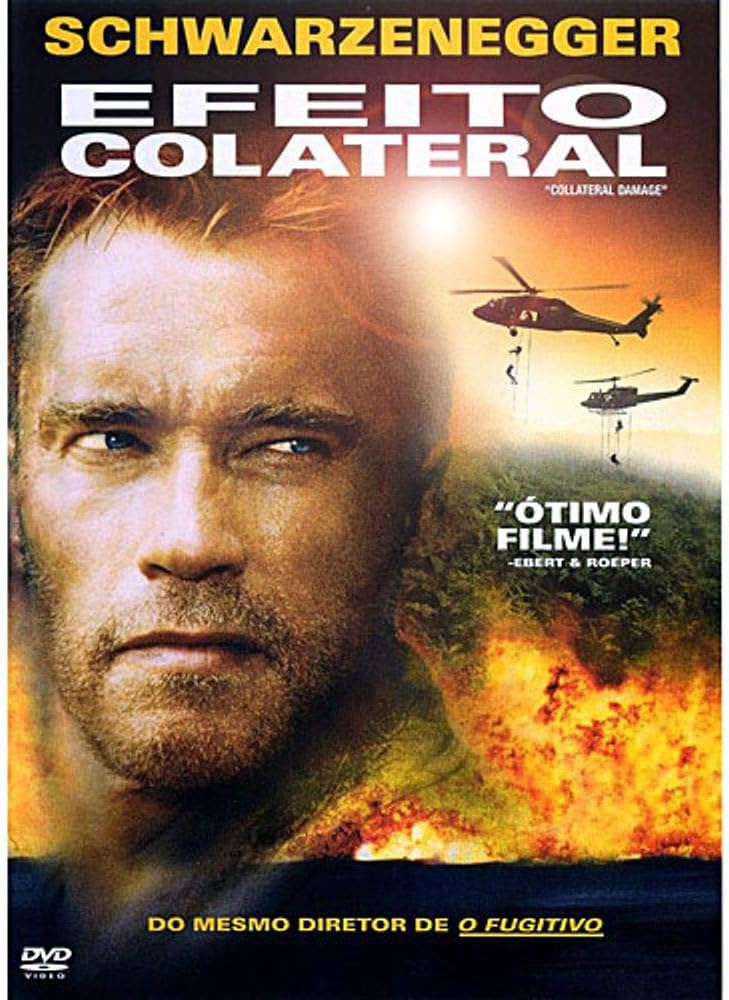 SCHWARZENEGGER
EFEITO
COLATERAL
"COLLATERAL DAMAGE"
“ÓTIMO
FILME!”
-EBERT & ROEPER
DO MESMO DIRETOR DE O FUGITIVO
DVD
VIDEO